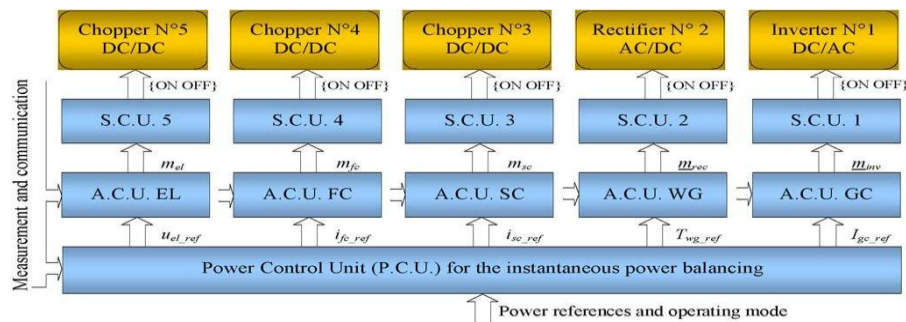 Chopper N°5
DC/DC
Chopper N°4
DC/DC
Chopper N°3
DC/DC
Rectifier N° 2
AC/DC
Inverter N°1
DC/AC
{ON OFF}
{ON OFF}
{ON OFF}
{ON OFF}
{ON OFF}
S.C.U. 5
S.C.U. 4
S.C.U. 3
S.C.U. 2
S.C.U. 1
m_el
m_fc
m_sc
m_rec
m_inv
A.C.U. EL
A.C.U. FC
A.C.U. SC
A.C.U. WG
A.C.U. GC
u_el_ref
i_fc_ref
i_sc_ref
T_wg_ref
I_gc_ref
Power Control Unit (P.C.U.) for the instantaneous power balancing
Power references and operating mode
Measurement and communication